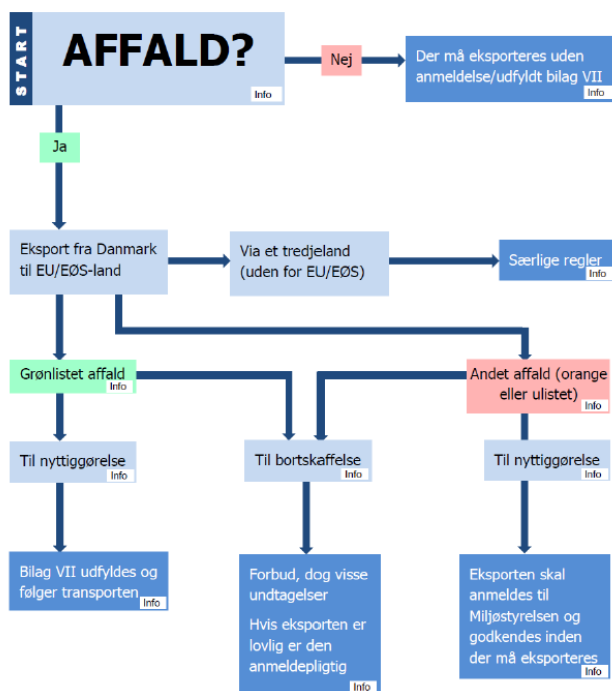 START
AFFALD?
Info
Nej
Der må eksporteres uden
anmeldelse/udfyldt bilag VII
Info
Ja
Eksport fra Danmark
til EU/EØS-land
Via et tredjeland
(uden for EU/EØS)
Særlige regler
Info
Grønlistet affald
Info
Andet affald (orange
eller ulistet)
Info
Til nyttiggørelse
Info
Til bortskaffelse
Info
Til nyttiggørelse
Info
Bilag VII udfyldes og
følger transporten
Info
Forbud, dog visse
undtagelser
Hvis eksporten er
lovlig er den
anmeldepligtig
Info
Eksporten skal
anmeldes til
Miljøstyrelsen og
godkendes inden
der må eksporteres
Info